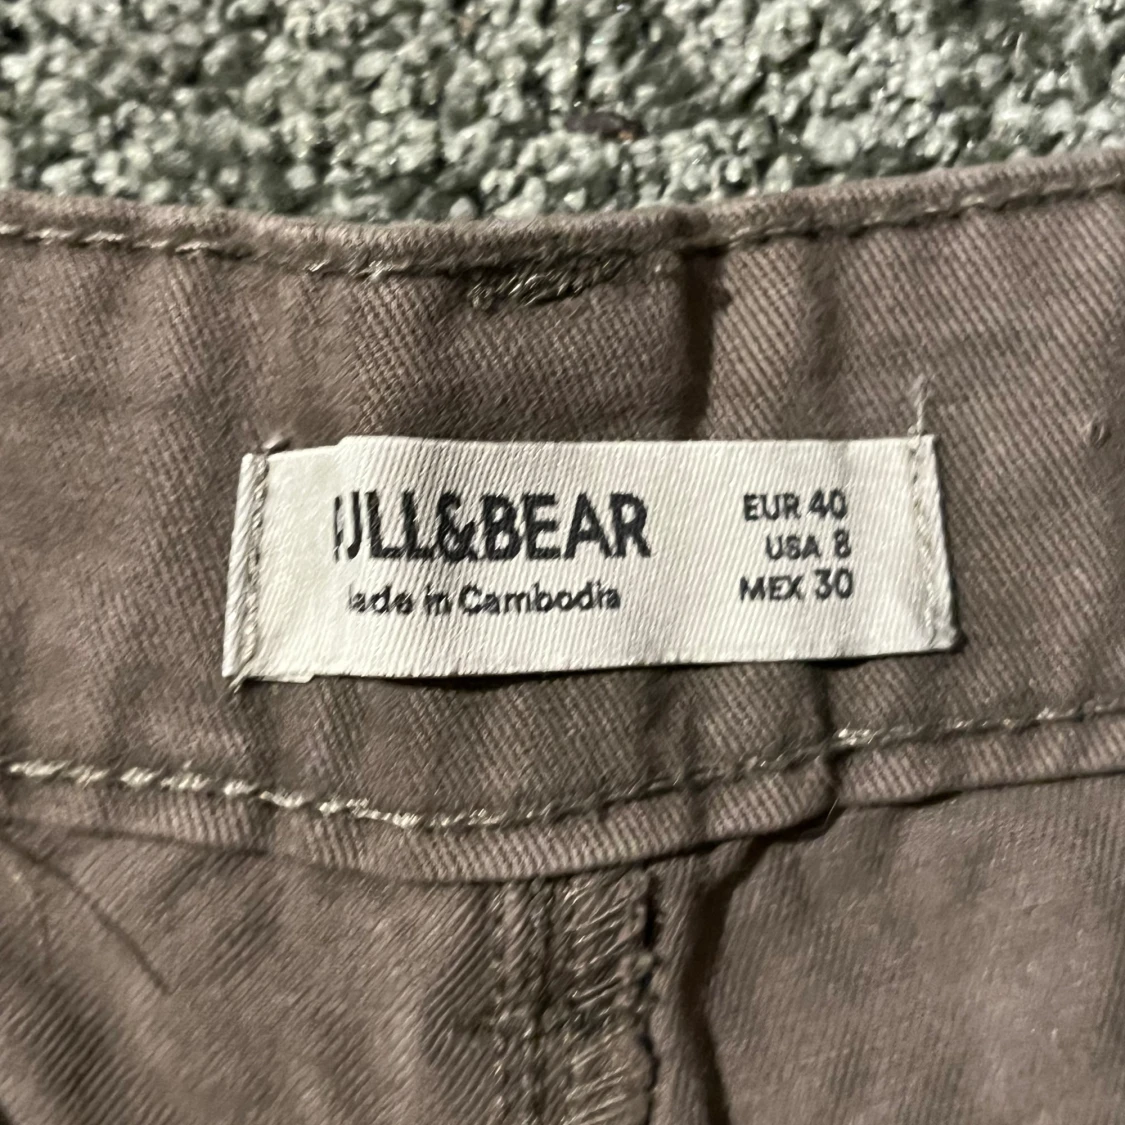 ULL&BEAR
ade in Cambodia
EUR 40
USA 8
MEX 30